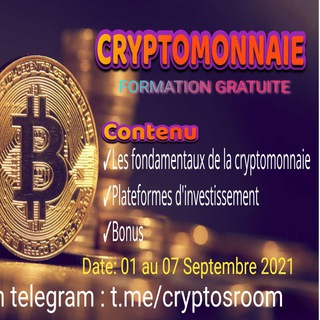 CRYPTOMONNAIE
FORMATION GRATUITE
Contenu
✓Les fondamentaux de la cryptomonnaie
✓Plateformes d'investissement
✓Bonus
Date: 01 au 07 Septembre 2021
telegram : t.me/cryptosroom